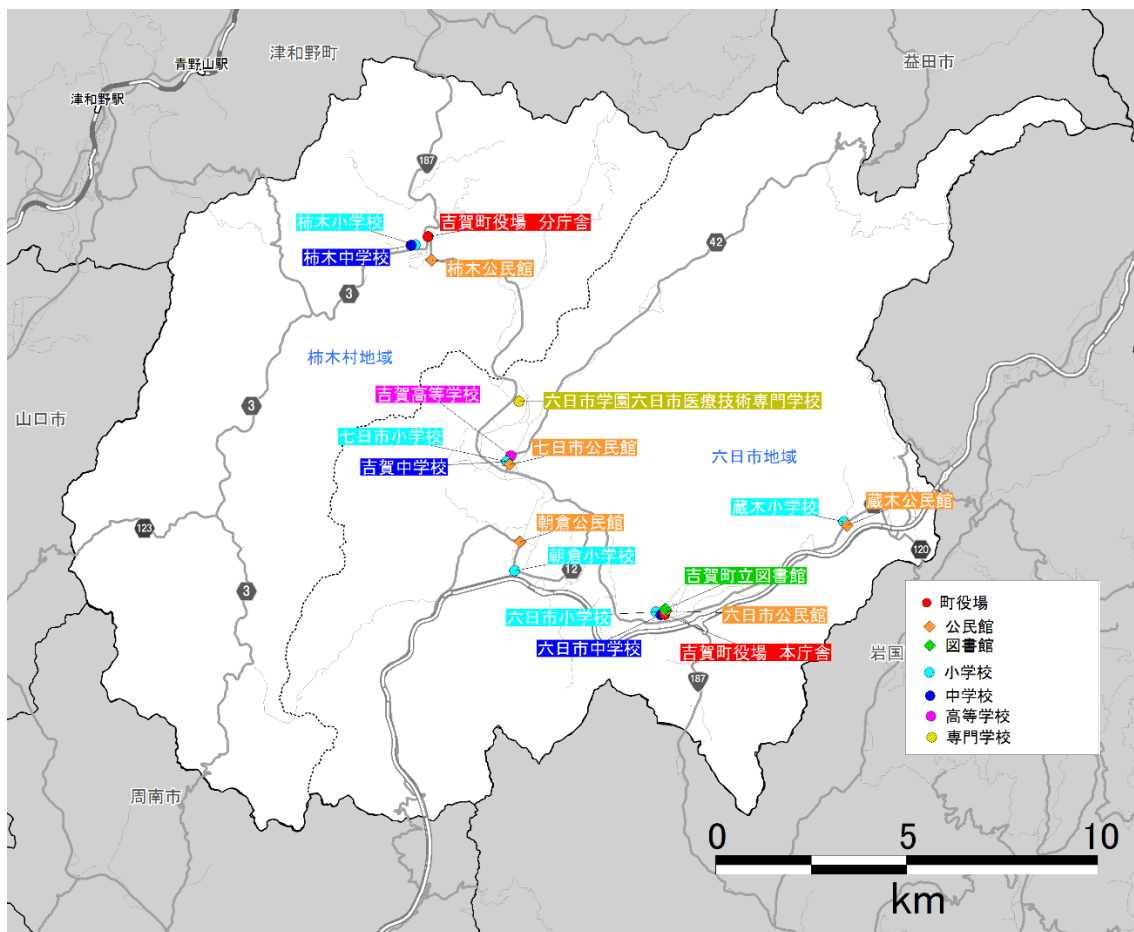 津和野町
青野山駅
益田市
津和野駅
187
柿木小学校
吉賀町役場 分庁舎
42
柿木中学校
柿木公民館
3
柿木村地域
吉賀高等学校
六日市学園六日市医療技術専門学校
3
山口市
七日市小学校
七日市公民館
吉賀中学校
六日市地域
蔵木公民館
蔵木小学校
朝倉公民館
123
120
朝倉小学校
12
吉賀町立図書館
3
六日市小学校
六日市公民館
六日市中学校
吉賀町役場 本庁舎
岩国
187
周南市
町役場
公民館
図書館
小学校
中学校
高等学校
専門学校
0 5 10
km